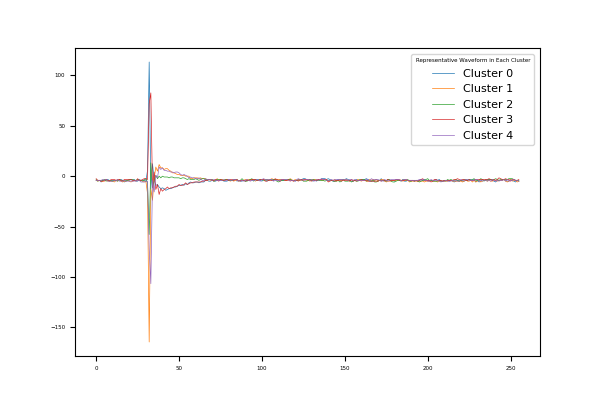 Representative Waveform in Each Cluster
Cluster 0
Cluster 1
Cluster 2
Cluster 3
Cluster 4
100
50
0
−50
−100
−150
0
50
100
150
200
250